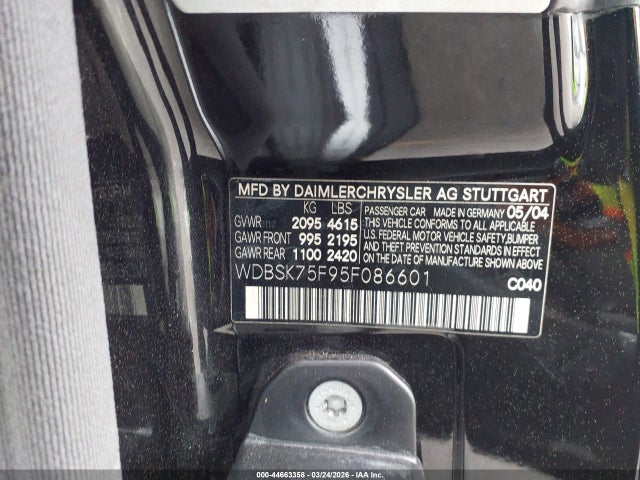 MFD BY DAIMLERCHRYSLER AG STUTTGART
KG LBS
GVWR 2095 4615
GAWR FRONT 995 2195
GAWR REAR 1100 2420
PASSENGER CAR MADE IN GERMANY 05/04
THIS VEHICLE CONFORMS TO ALL APPLICABLE
U.S. FEDERAL MOTOR VEHICLE SAFETY, BUMPER,
AND THEFT PREVENTION STANDARDS IN EFFECT
ON THE DATE OF MANUFACTURE SHOWN ABOVE.
WDBSK75F95F086601
C040
000-44663358 - 03/24/2026 - IAA Inc.